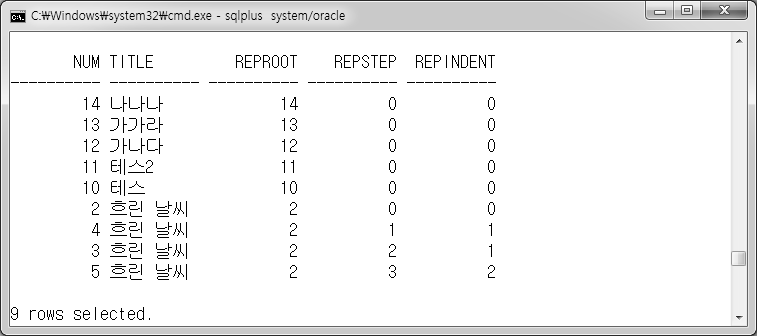 C:\Windows\system32\cmd.exe - sqlplus  system/oracle
       NUM TITLE         REPROOT    REPSTEP  REPINDENT
---------- ---------- ---------- ---------- ----------
        14 나나나             14          0          0
        13 가가라             13          0          0
        12 가나다             12          0          0
        11 테스2              11          0          0
        10 테스               10          0          0
         2 흐린 날씨           2          0          0
         4 흐린 날씨           2          1          1
         3 흐린 날씨           2          2          1
         5 흐린 날씨           2          3          2
9 rows selected.